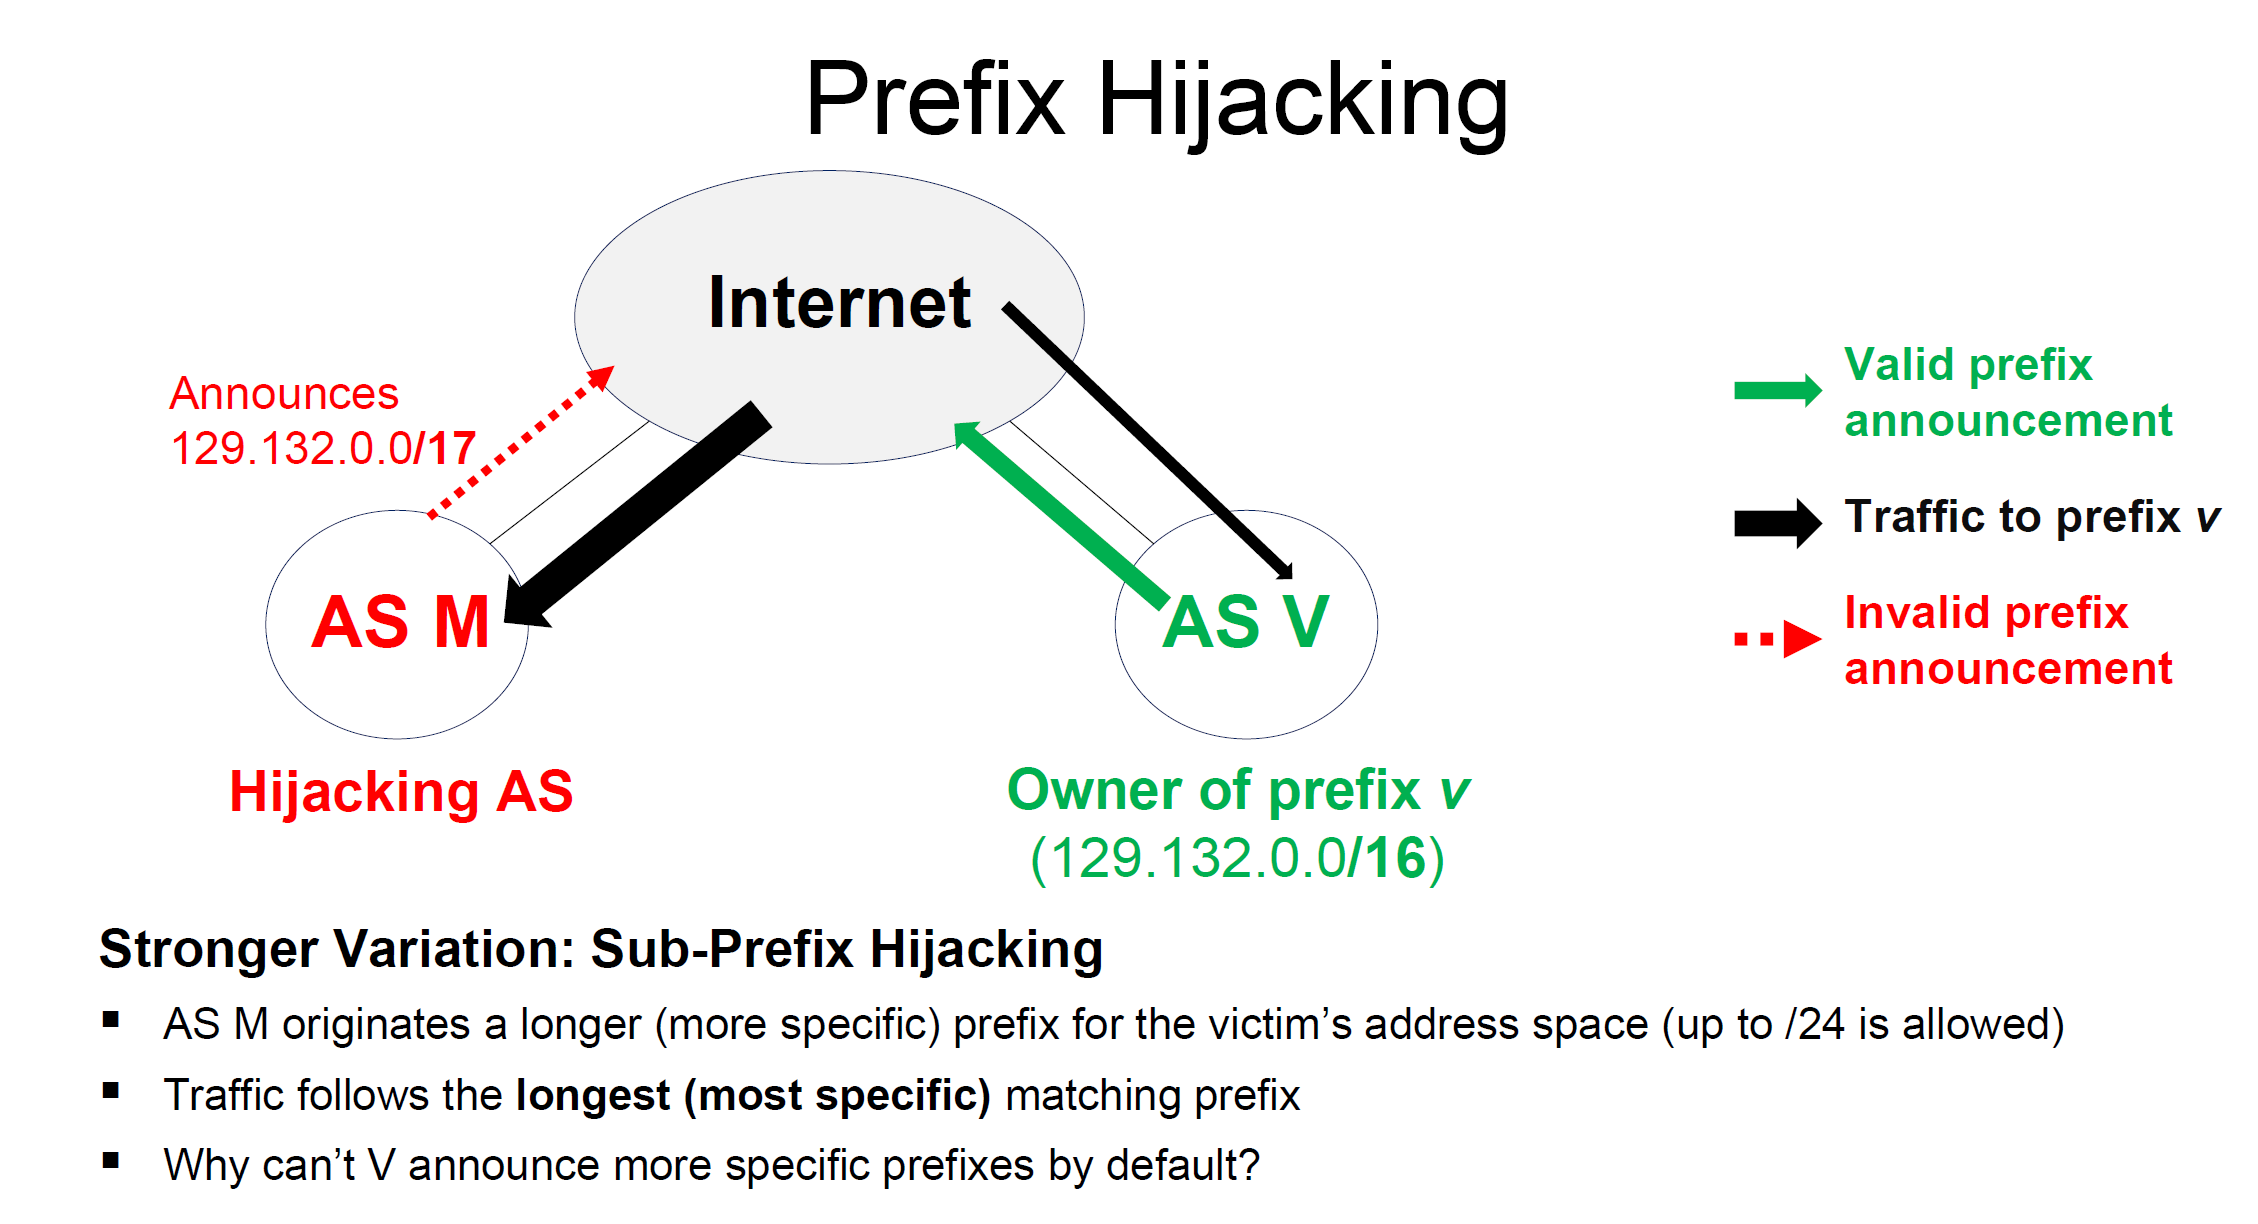 Prefix Hijacking
Internet
Announces
129.132.0.0/17
AS M
AS V
Hijacking AS
Owner of prefix v
(129.132.0.0/16)
Valid prefix
announcement
Traffic to prefix v
Invalid prefix
announcement
Stronger Variation: Sub-Prefix Hijacking
▪ AS M originates a longer (more specific) prefix for the victim’s address space (up to /24 is allowed)
▪ Traffic follows the longest (most specific) matching prefix
▪ Why can’t V announce more specific prefixes by default?